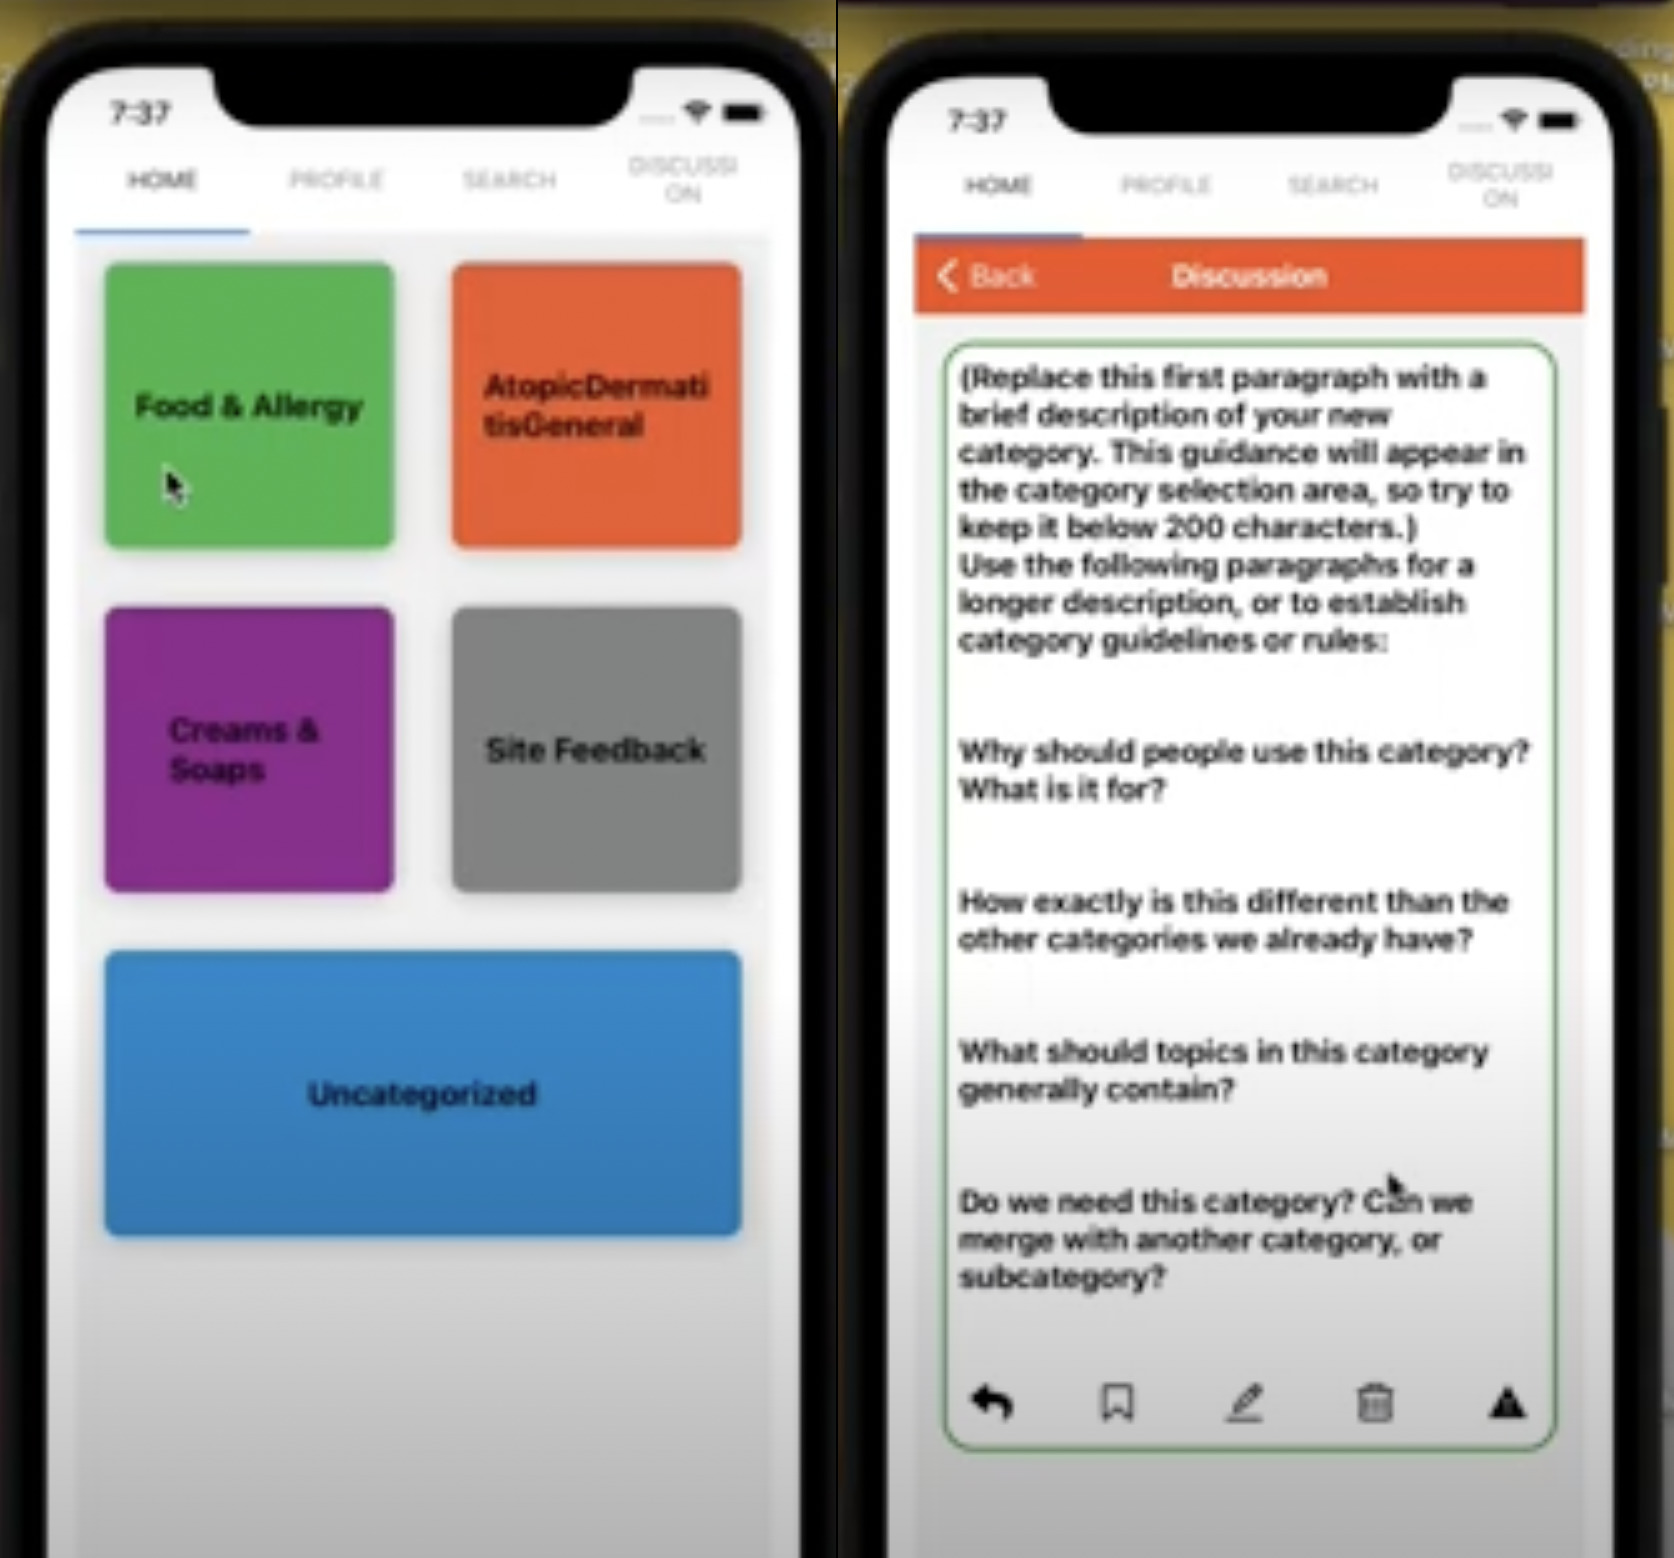 7:37
HOME
PROFILE
SEARCH
DISCUSSI
ON
Food & Allergy
AtopicDermati
tisGeneral
Creams &
Soaps
Site Feedback
Uncategorized
7:37
HOME
PROFILE
SEARCH
DISCUSSI
ON
Back
Discussion
(Replace this first paragraph with a
brief description of your new
category. This guidance will appear in
the category selection area, so try to
keep it below 200 characters.)
Use the following paragraphs for a
longer description, or to establish
category guidelines or rules:
Why should people use this category?
What is it for?
How exactly is this different than the
other categories we already have?
What should topics in this category
generally contain?
Do we need this category? Can we
merge with another category, or
subcategory?